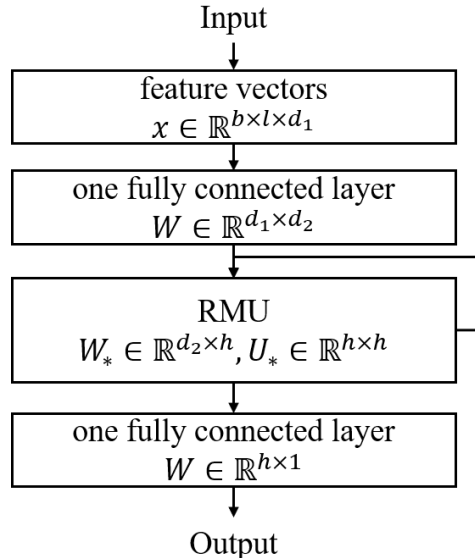 Input
feature vectors
x ∈ ℝ^{b×l×d_1}
one fully connected layer
W ∈ ℝ^{d_1×d_2}
RMU
W_* ∈ ℝ^{d_2×h}, U_* ∈ ℝ^{h×h}
one fully connected layer
W ∈ ℝ^{h×1}
Output